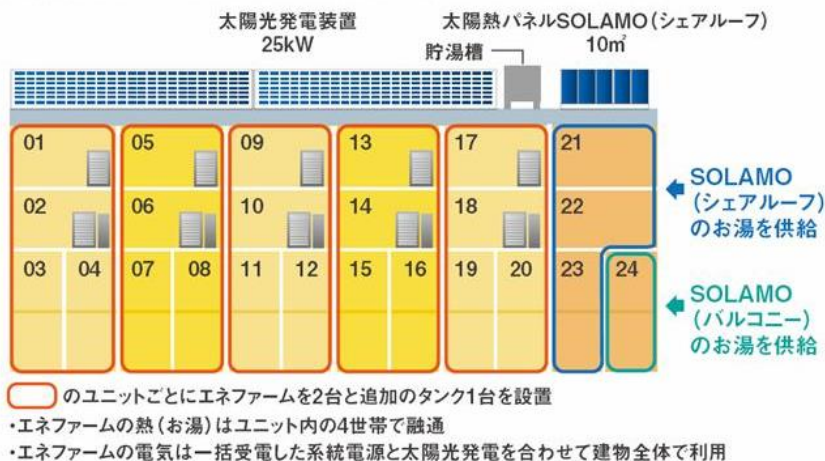 太陽光発電装置
25kW
太陽熱パネルSOLAMO(シェアルーフ)
10㎡
貯湯槽
01
05
09
13
17
21
02
06
10
14
18
22
03 04
07 08
11 12
15 16
19 20
23 24
SOLAMO
(シェアルーフ)
のお湯を供給
SOLAMO
(バルコニー)
のお湯を供給
のユニットごとにエネファームを2台と追加のタンク1台を設置
・エネファームの熱(お湯)はユニット内の4世帯で融通
・エネファームの電気は一括受電した系統電源と太陽光発電を合わせて建物全体で利用